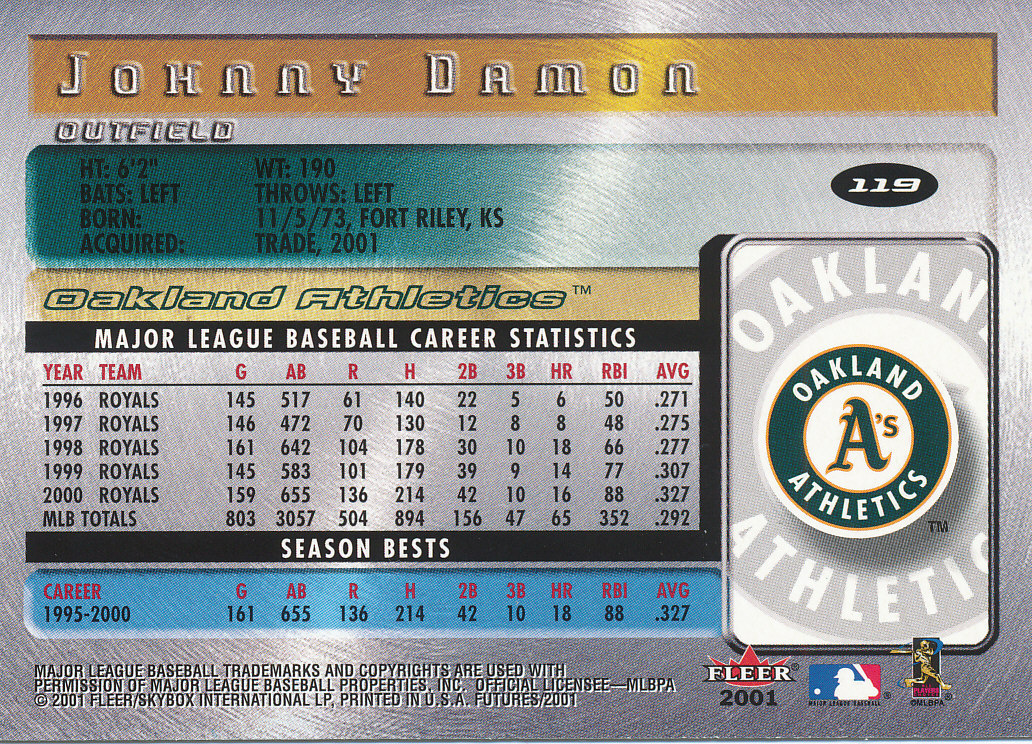 Johnny Damon
OUTFIELD
HT: 6'2" WT: 190
BATS: LEFT THROWS: LEFT
BORN: 11/5/73, FORT RILEY, KS
ACQUIRED: TRADE, 2001
119
Oakland Athletics™
MAJOR LEAGUE BASEBALL CAREER STATISTICS
YEAR TEAM G AB R H 2B 3B HR RBI AVG
1996 ROYALS 145 517 61 140 22 5 6 50 .271
1997 ROYALS 146 472 70 130 12 8 8 48 .275
1998 ROYALS 161 642 104 178 30 10 18 66 .277
1999 ROYALS 145 583 101 179 39 9 14 77 .307
2000 ROYALS 159 655 136 214 42 10 16 88 .327
MLB TOTALS 803 3057 504 894 156 47 65 352 .292
SEASON BESTS
CAREER G AB R H 2B 3B HR RBI AVG
1995-2000 161 655 136 214 42 10 18 88 .327
OAKLAN
OAKLAND
A's
ATHLETICS
TM
ATHLETIC
MAJOR LEAGUE BASEBALL TRADEMARKS AND COPYRIGHTS ARE USED WITH
PERMISSION OF MAJOR LEAGUE BASEBALL PROPERTIES, INC. OFFICIAL LICENSEE—MLBPA
© 2001 FLEER/SKYBOX INTERNATIONAL LP, PRINTED IN U.S.A. FUTURES/2001
FLEER®
2001
MAJOR LEAGUE BASEBALL
®
PLAYERS
©MLBPA